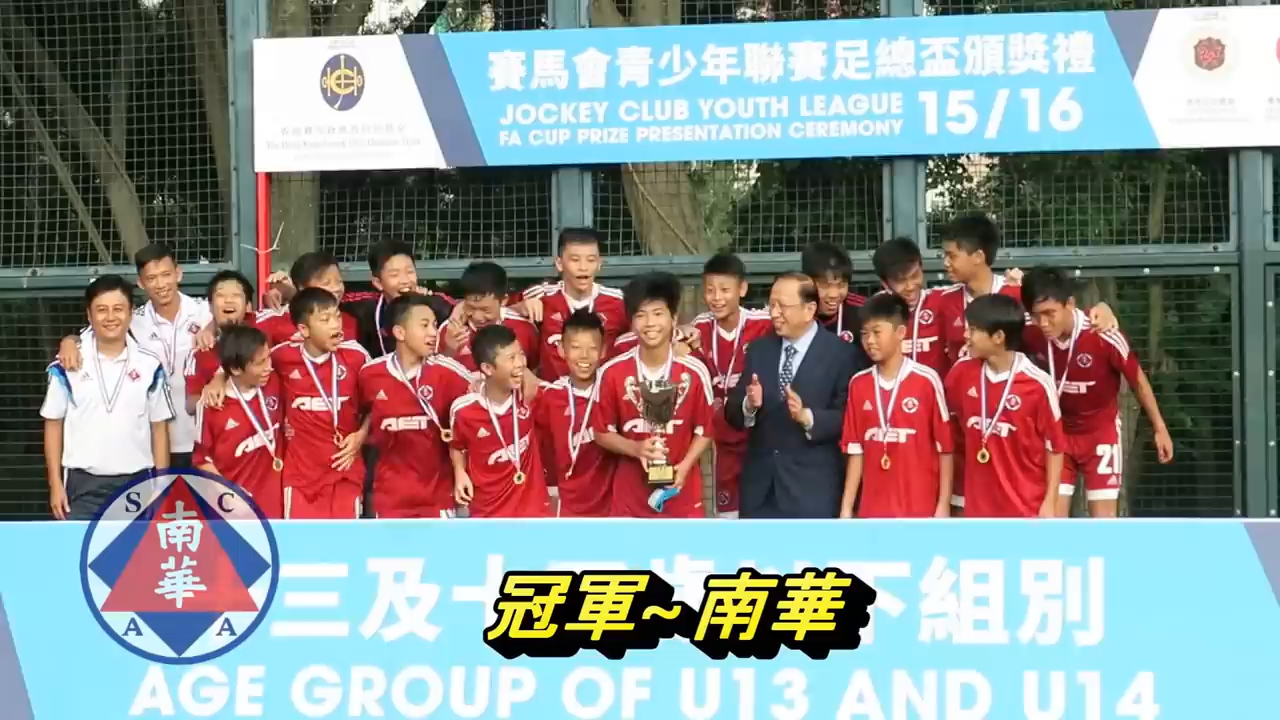 賽馬會青少年聯賽足總盃頒獎禮
JOCKEY CLUB YOUTH LEAGUE
FA CUP PRIZE PRESENTATION CEREMONY
15/16
AET
AET
AET
AET
AET
AET
AET
AET
21
S C
南華
A A
三及十 下組別
冠軍~南華
AGE GROUP OF U13 AND U14